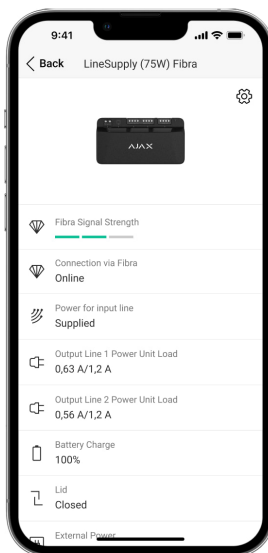 9:41
Back LineSupply (75W) Fibra
AJAX
Fibra Signal Strength
Connection via Fibra
Online
Power for input line
Supplied
Output Line 1 Power Unit Load
0,63 A/1,2 A
Output Line 2 Power Unit Load
0,56 A/1,2 A
Battery Charge
100%
Lid
Closed
External Power